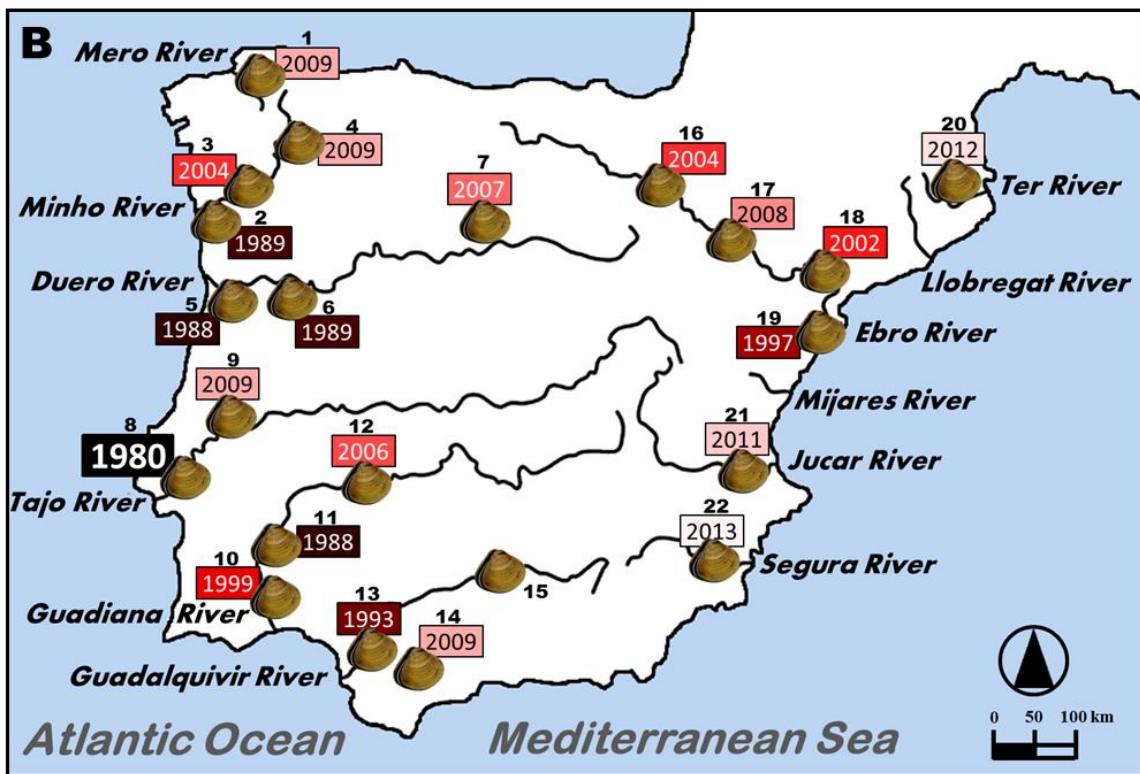 B
Mero River
1
2009
4
2009
3
2004
Minho River
2
1989
7
2007
16
2004
17
2008
18
2002
20
2012
Ter River
Llobregat River
Duero River
5
1988
6
1989
19
1997
Ebro River
Mijares River
9
2009
8
1980
Tajo River
12
2006
21
2011
Jucar River
11
1988
10
1999
Guadiana River
22
2013
Segura River
15
13
1993
14
2009
Guadalquivir River
Atlantic Ocean
Mediterranean Sea
0 50 100 km